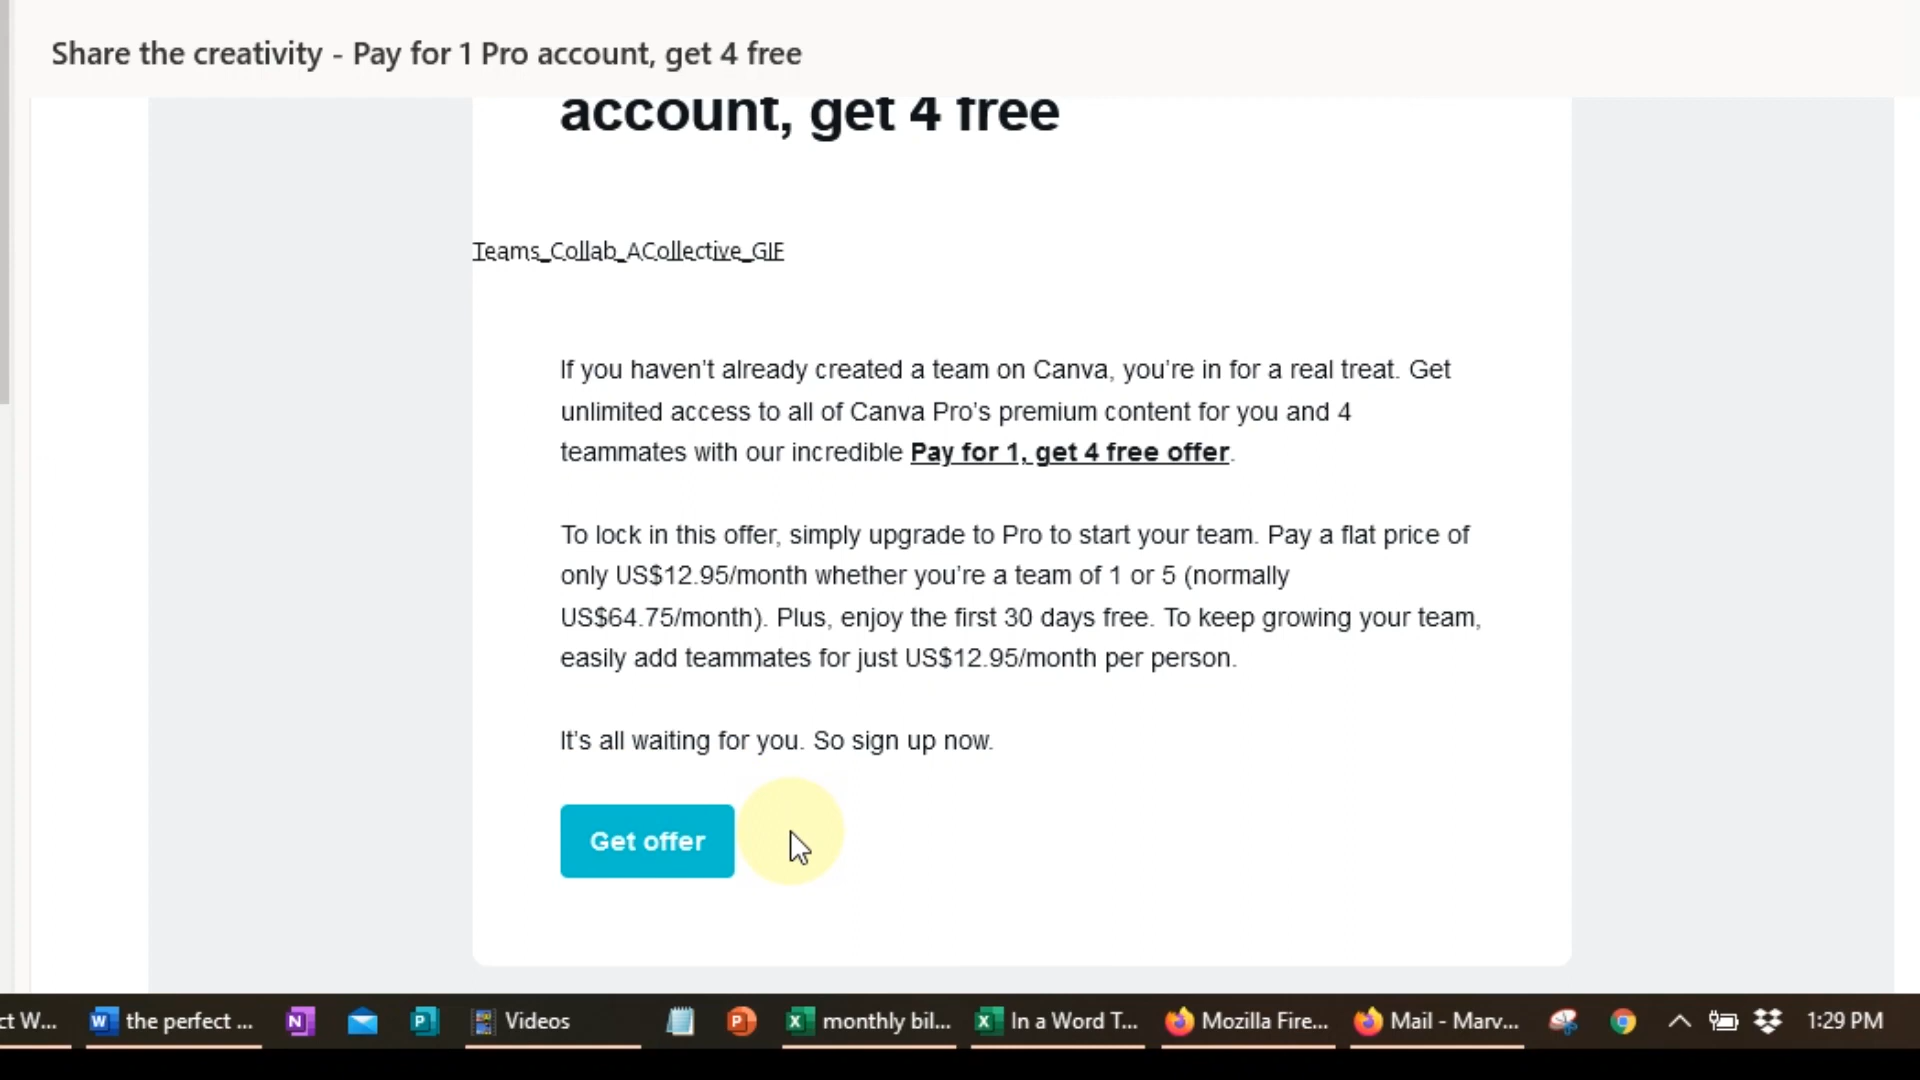 Share the creativity - Pay for 1 Pro account, get 4 free
account, get 4 free
Teams_Collab_ACollective_GIF
If you haven’t already created a team on Canva, you’re in for a real treat. Get
unlimited access to all of Canva Pro’s premium content for you and 4
teammates with our incredible Pay for 1, get 4 free offer.
To lock in this offer, simply upgrade to Pro to start your team. Pay a flat price of
only US$12.95/month whether you’re a team of 1 or 5 (normally
US$64.75/month). Plus, enjoy the first 30 days free. To keep growing your team,
easily add teammates for just US$12.95/month per person.
It’s all waiting for you. So sign up now.
Get offer
ct W... the perfect ... Videos monthly bil... In a Word T... Mozilla Fire... Mail - Marv... 1:29 PM